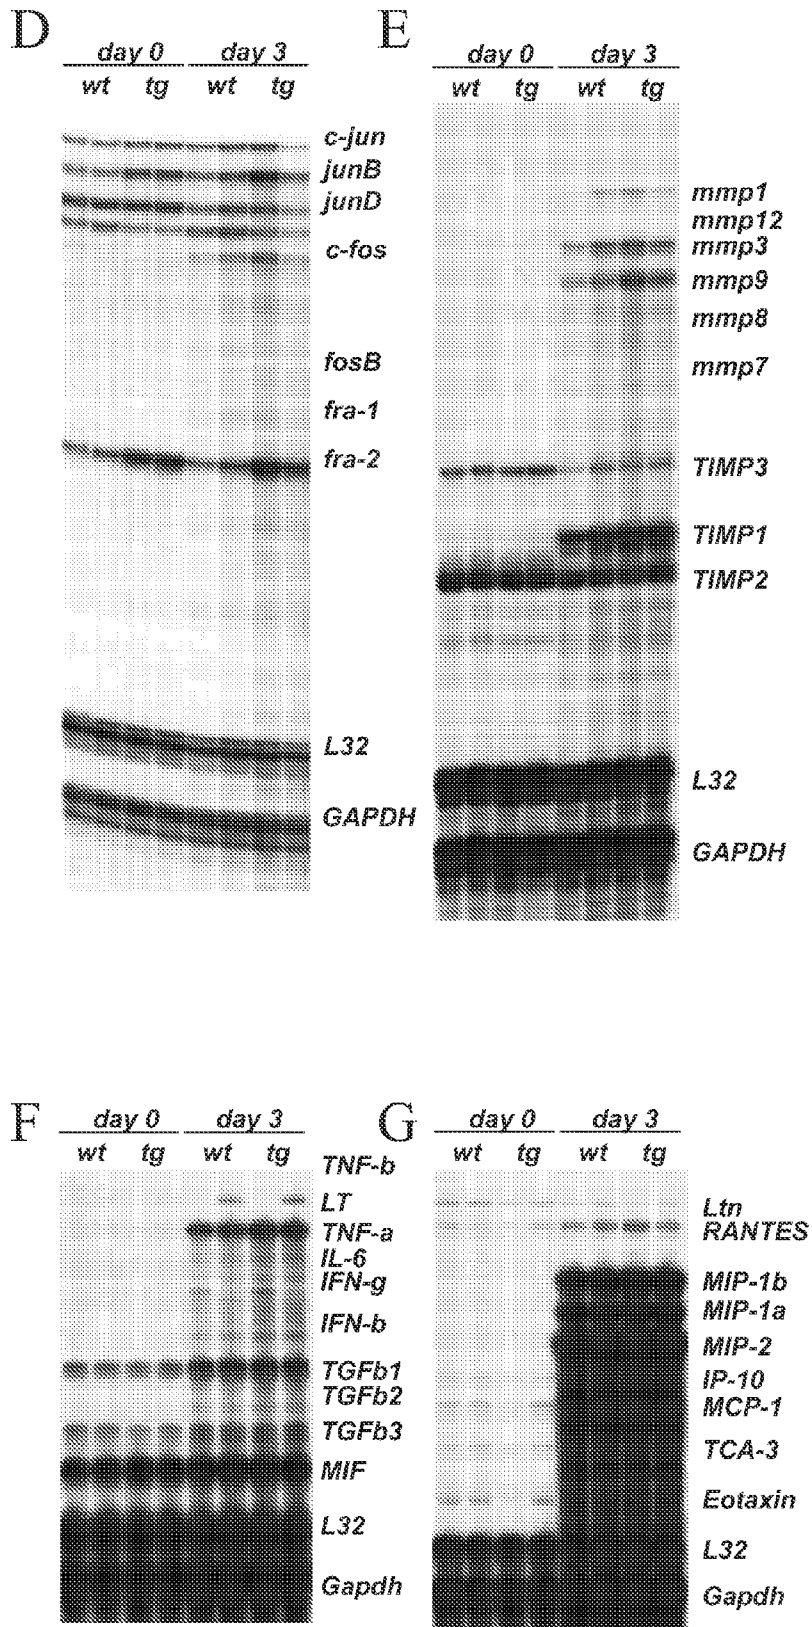 D
day 0 day 3
wt tg wt tg
c-jun
junB
junD
c-fos
fosB
fra-1
fra-2
L32
GAPDH
E
day 0 day 3
wt tg wt tg
mmp1
mmp12
mmp3
mmp9
mmp8
mmp7
TIMP3
TIMP1
TIMP2
L32
GAPDH
F
day 0 day 3
wt tg wt tg
TNF-b
LT
TNF-a
IL-6
IFN-g
IFN-b
TGFb1
TGFb2
TGFb3
MIF
L32
Gapdh
G
day 0 day 3
wt tg wt tg
Ltn
RANTES
MIP-1b
MIP-1a
MIP-2
IP-10
MCP-1
TCA-3
Eotaxin
L32
Gapdh